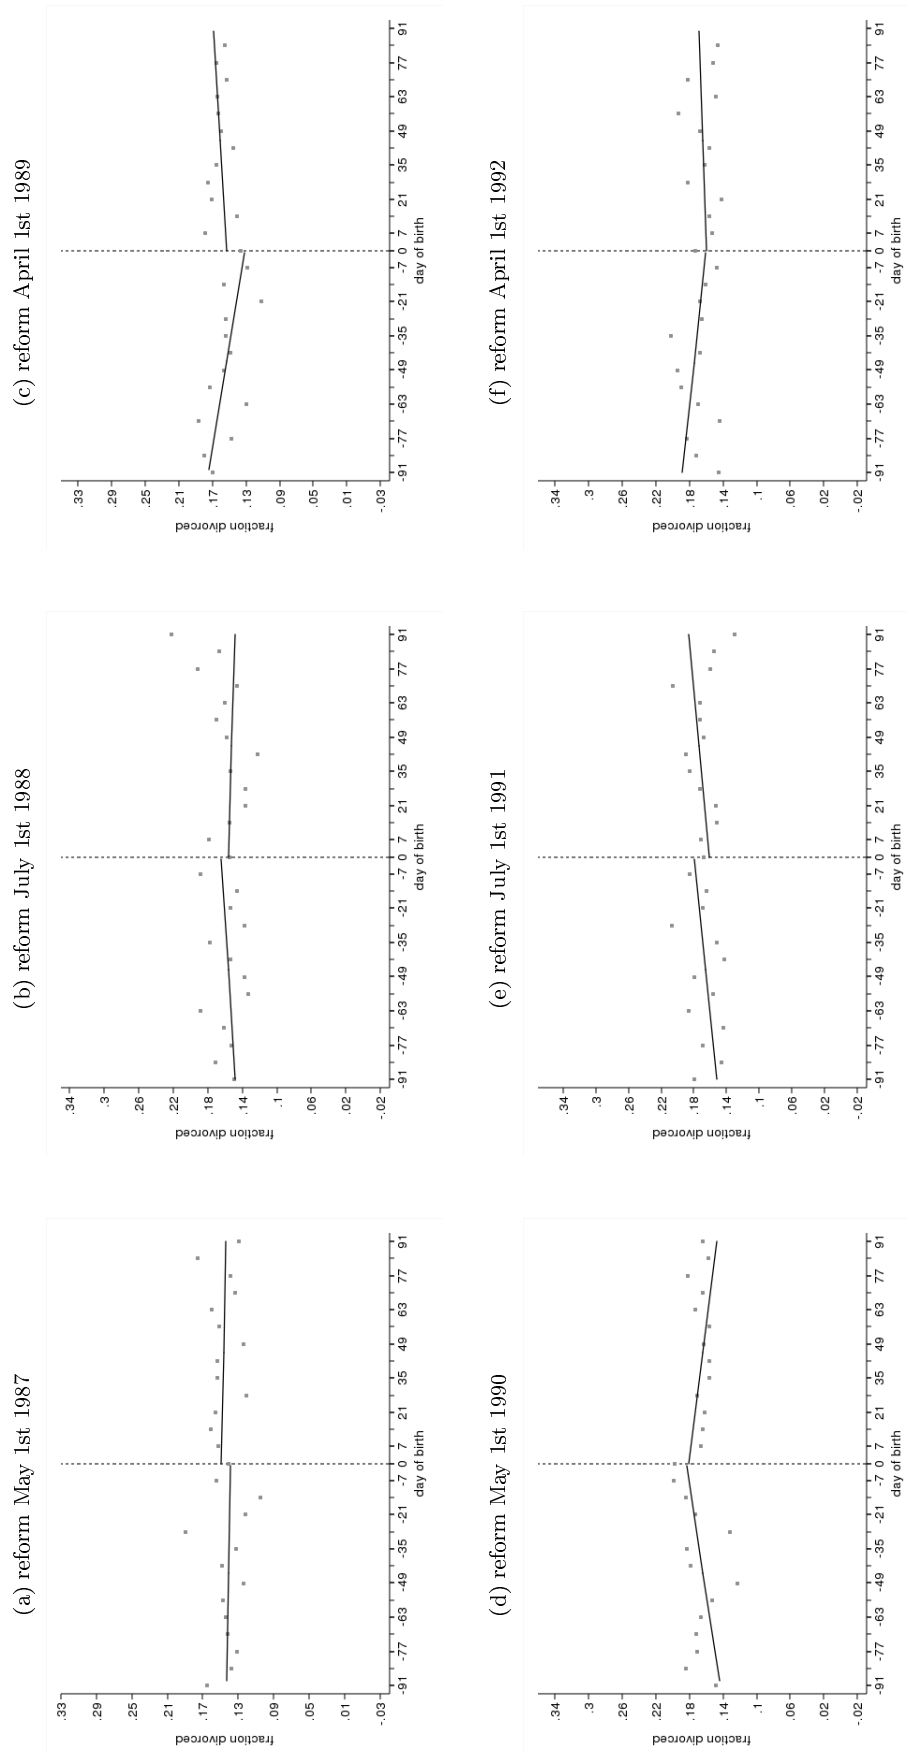 (a) reform May 1st 1987
fraction divorced
.33
.29
.25
.21
.17
.13
.09
.05
.01
-.03
-91 -77 -63 -49 -35 -21 -7 0 7 21 35 49 63 77 91
day of birth
(b) reform July 1st 1988
fraction divorced
.34
.3
.26
.22
.18
.14
.1
.06
.02
-.02
-91 -77 -63 -49 -35 -21 -7 0 7 21 35 49 63 77 91
day of birth
(c) reform April 1st 1989
fraction divorced
.33
.29
.25
.21
.17
.13
.09
.05
.01
-.03
-91 -77 -63 -49 -35 -21 -7 0 7 21 35 49 63 77 91
day of birth
(d) reform May 1st 1990
fraction divorced
.34
.3
.26
.22
.18
.14
.1
.06
.02
-.02
-91 -77 -63 -49 -35 -21 -7 0 7 21 35 49 63 77 91
day of birth
(e) reform July 1st 1991
fraction divorced
.34
.3
.26
.22
.18
.14
.1
.06
.02
-.02
-91 -77 -63 -49 -35 -21 -7 0 7 21 35 49 63 77 91
day of birth
(f) reform April 1st 1992
fraction divorced
.34
.3
.26
.22
.18
.14
.1
.06
.02
-.02
-91 -77 -63 -49 -35 -21 -7 0 7 21 35 49 63 77 91
day of birth